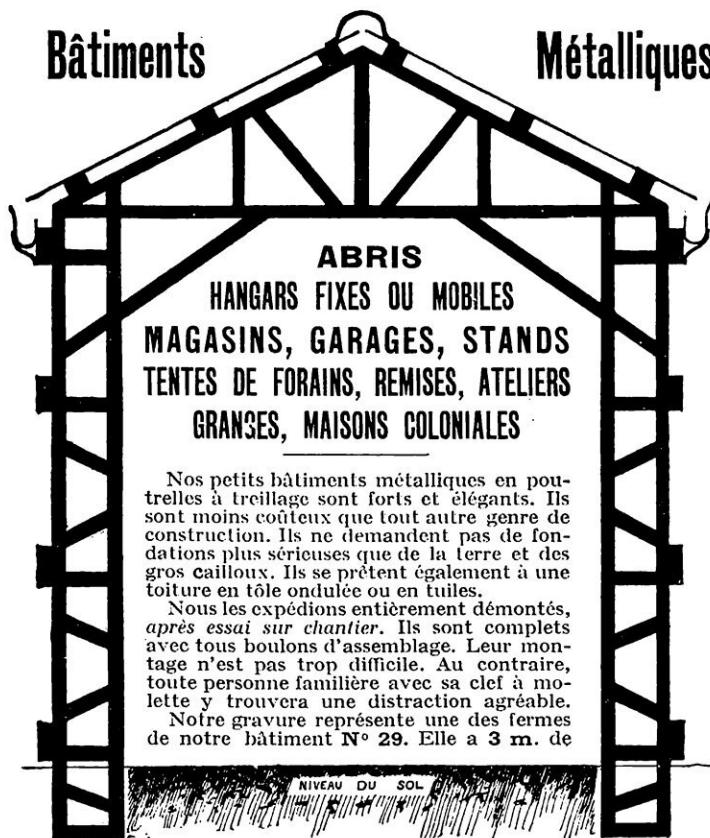 Bâtiments Métalliques
ABRIS
HANGARS FIXES OU MOBILES
MAGASINS, GARAGES, STANDS
TENTES DE FORAINS, REMISES, ATELIERS
GRANGES, MAISONS COLONIALES
Nos petits bâtiments métalliques en pou-
trelles à treillage sont forts et élégants. Ils
sont moins coûteux que tout autre genre de
construction. Ils ne demandent pas de fon-
dations plus sérieuses que de la terre et des
gros cailloux. Ils se prêtent également à une
toiture en tôle ondulée ou en tuiles.
Nous les expédions entièrement démontés,
après essai sur chantier. Ils sont complets
avec tous boulons d'assemblage. Leur mon-
tage n'est pas trop difficile. Au contraire,
toute personne familière avec sa clef à mo-
lette y trouvera une distraction agréable.
Notre gravure représente une des fermes
de notre bâtiment N° 29. Elle a 3 m. de
NIVEAU DU SOL